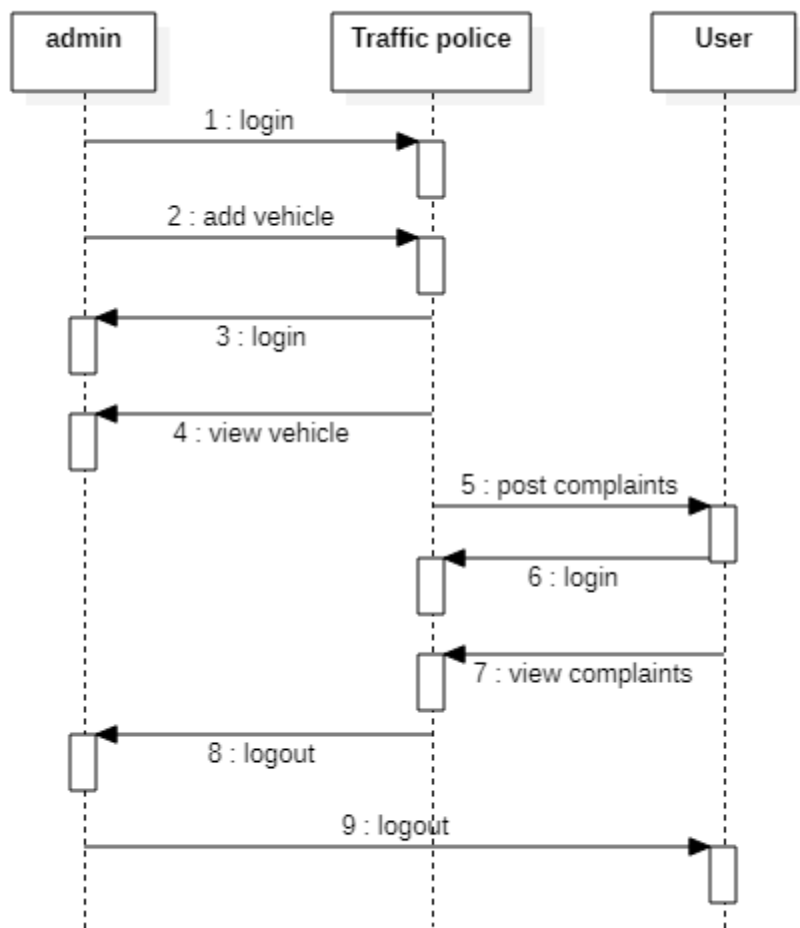 admin
Traffic police
User
1 : login
2 : add vehicle
3 : login
4 : view vehicle
5 : post complaints
6 : login
7 : view complaints
8 : logout
9 : logout